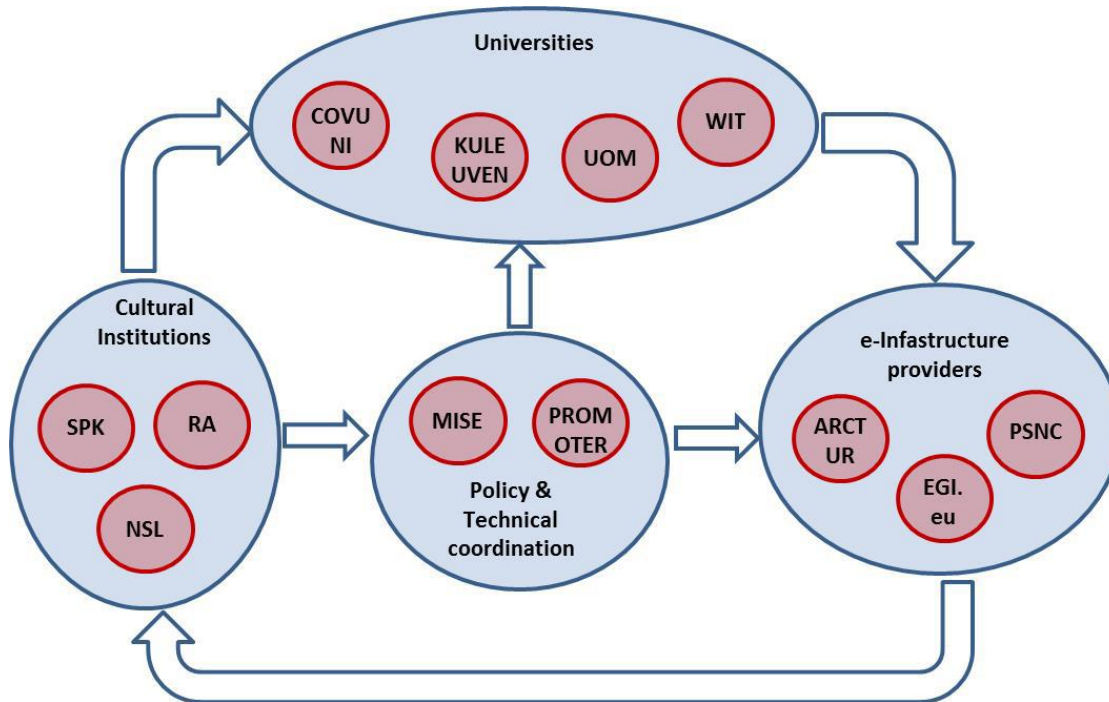 Universities
COVU
NI
KULE
UVEN
UOM
WIT
Cultural
Institutions
SPK
RA
NSL
MISE
PROM
OTER
Policy &
Technical
coordination
e-Infastructure
providers
ARCT
UR
EGI.
eu
PSNC